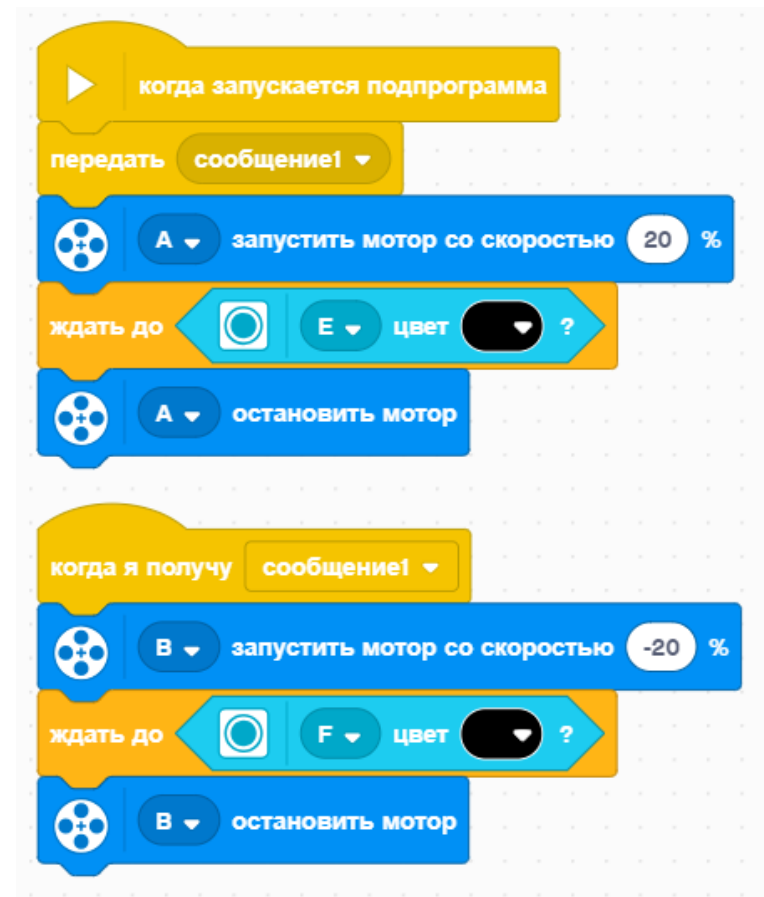 когда запускается подпрограмма
передать сообщение1
A запустить мотор со скоростью 20 %
ждать до E цвет ?
A остановить мотор
когда я получу сообщение1
B запустить мотор со скоростью -20 %
ждать до F цвет ?
B остановить мотор